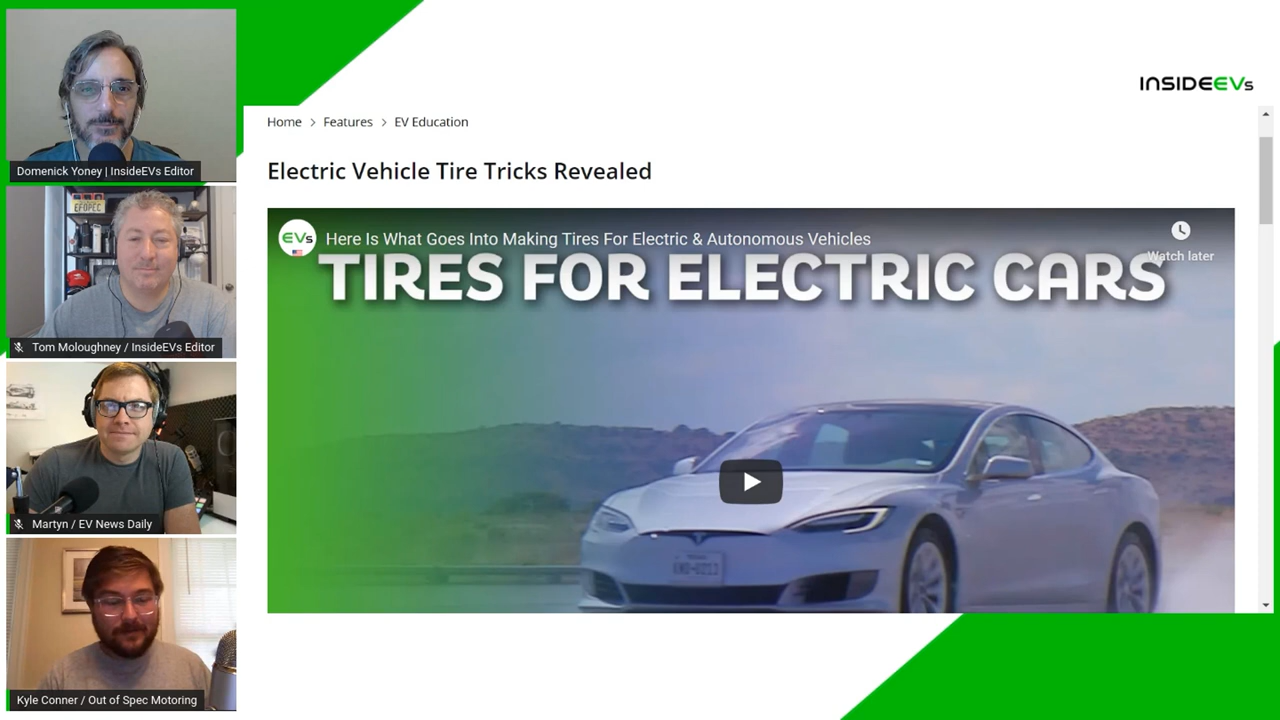 Domenick Yoney | InsideEVs Editor
EFOPEC
Tom Moloughney / InsideEVs Editor
Martyn / EV News Daily
Kyle Conner / Out of Spec Motoring
INSIDEEVs
Home > Features > EV Education
Electric Vehicle Tire Tricks Revealed
EVs
Here Is What Goes Into Making Tires For Electric & Autonomous Vehicles
Watch later
TIRES FOR ELECTRIC CARS